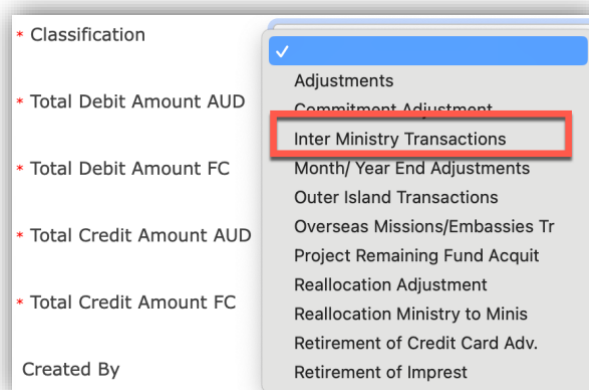 * Classification
✓
Adjustments
* Total Debit Amount AUD
Commitment Adjustment
Inter Ministry Transactions
* Total Debit Amount FC
Month/ Year End Adjustments
Outer Island Transactions
* Total Credit Amount AUD
Overseas Missions/Embassies Tr
Project Remaining Fund Acquit
Reallocation Adjustment
* Total Credit Amount FC
Reallocation Ministry to Minis
Retirement of Credit Card Adv.
Created By
Retirement of Imprest